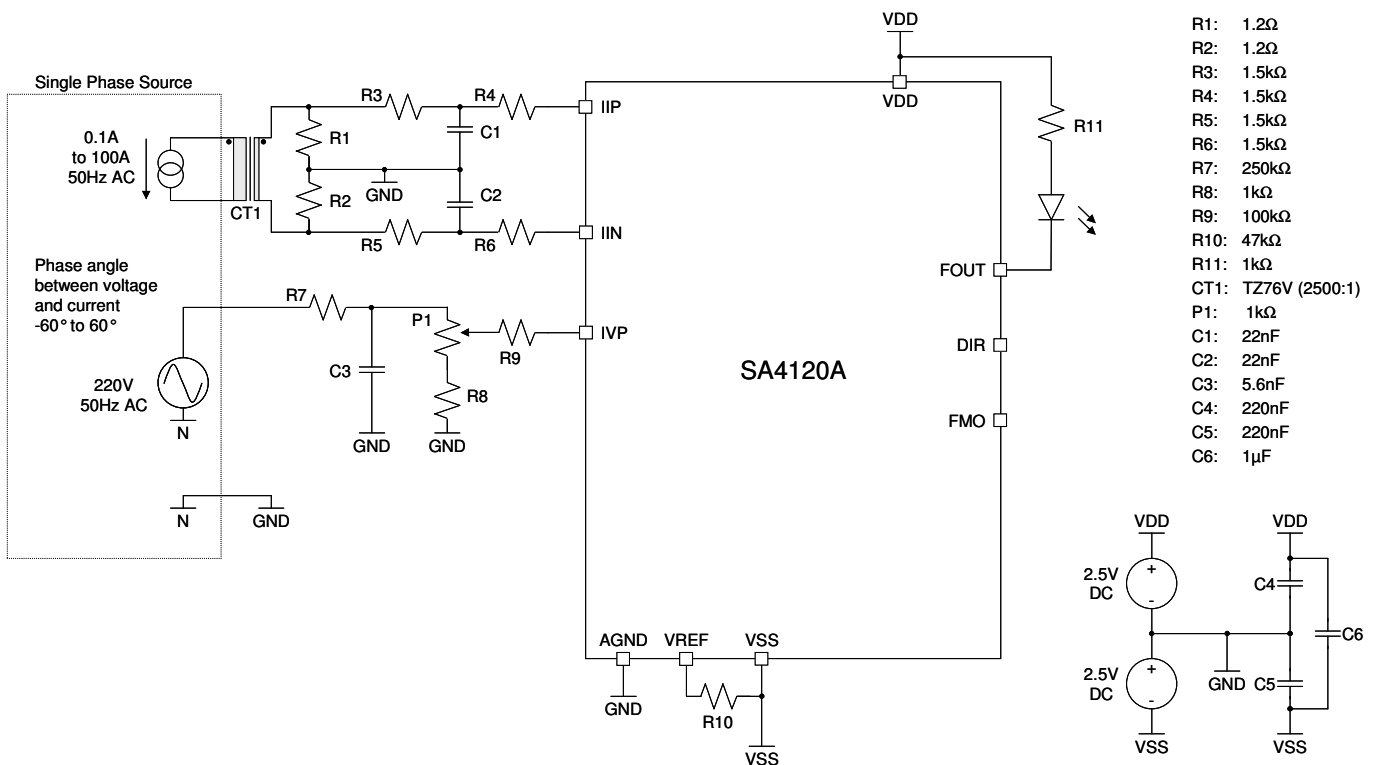 VDD
R1: 1.2Ω
R2: 1.2Ω
R3: 1.5kΩ
R4: 1.5kΩ
R5: 1.5kΩ
R6: 1.5kΩ
R7: 250kΩ
R8: 1kΩ
R9: 100kΩ
R10: 47kΩ
R11: 1kΩ
CT1: TZ76V (2500:1)
P1: 1kΩ
C1: 22nF
C2: 22nF
C3: 5.6nF
C4: 220nF
C5: 220nF
C6: 1µF
Single Phase Source
0.1A
to 100A
50Hz AC
CT1
R1
R2
R3
R4
C1
GND
C2
R5
R6
IIP
IIN
VDD
R11
Phase angle
between voltage
and current
-60° to 60°
220V
50Hz AC
N
N
GND
R7
C3
GND
P1
R8
GND
R9
IVP
SA4120A
FOUT
DIR
FMO
AGND
VREF
VSS
GND
R10
VSS
VDD
2.5V
DC
+
-
2.5V
DC
+
-
VSS
GND
VDD
C4
C5
C6
VSS